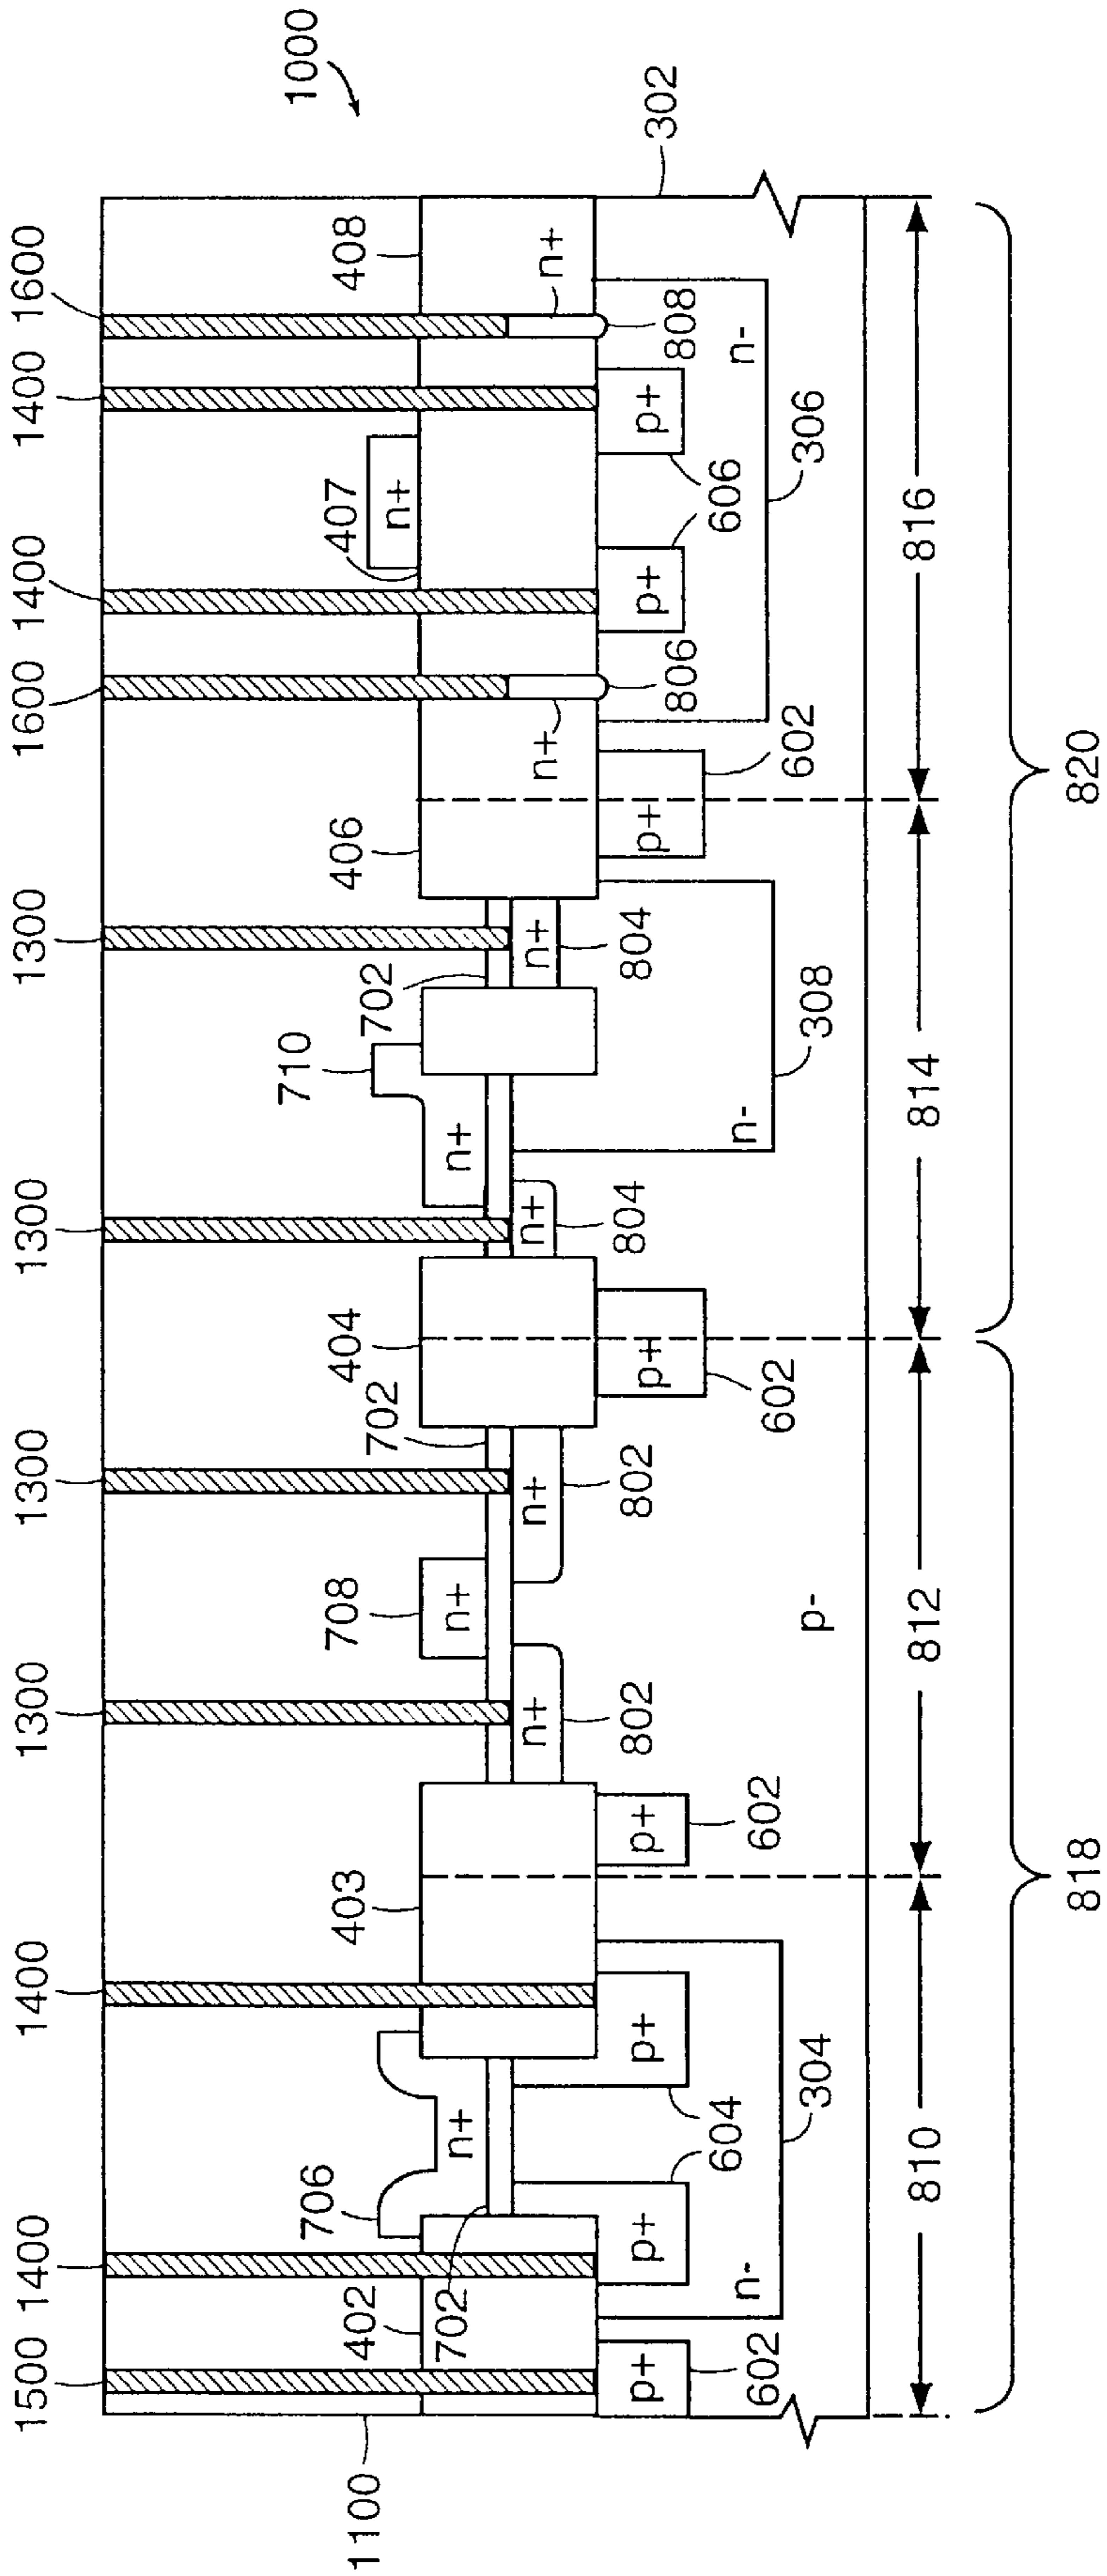 1500 1400 1400 1300 1300 1300 1300 1600 1400 1400 1600
1000
706 710
1100 402 403 708 404 406 407 408
702 702 n+
702 n+ n+ n+
n+ n+ n+ n+ n+ n+
802 802 804 804
p+ p+ p+ p+ p+ p+ p+ p+
806 808
302
602 604 602 602 602 606
n- n- n-
304 p- 308 306
810 812 814 816
818 820